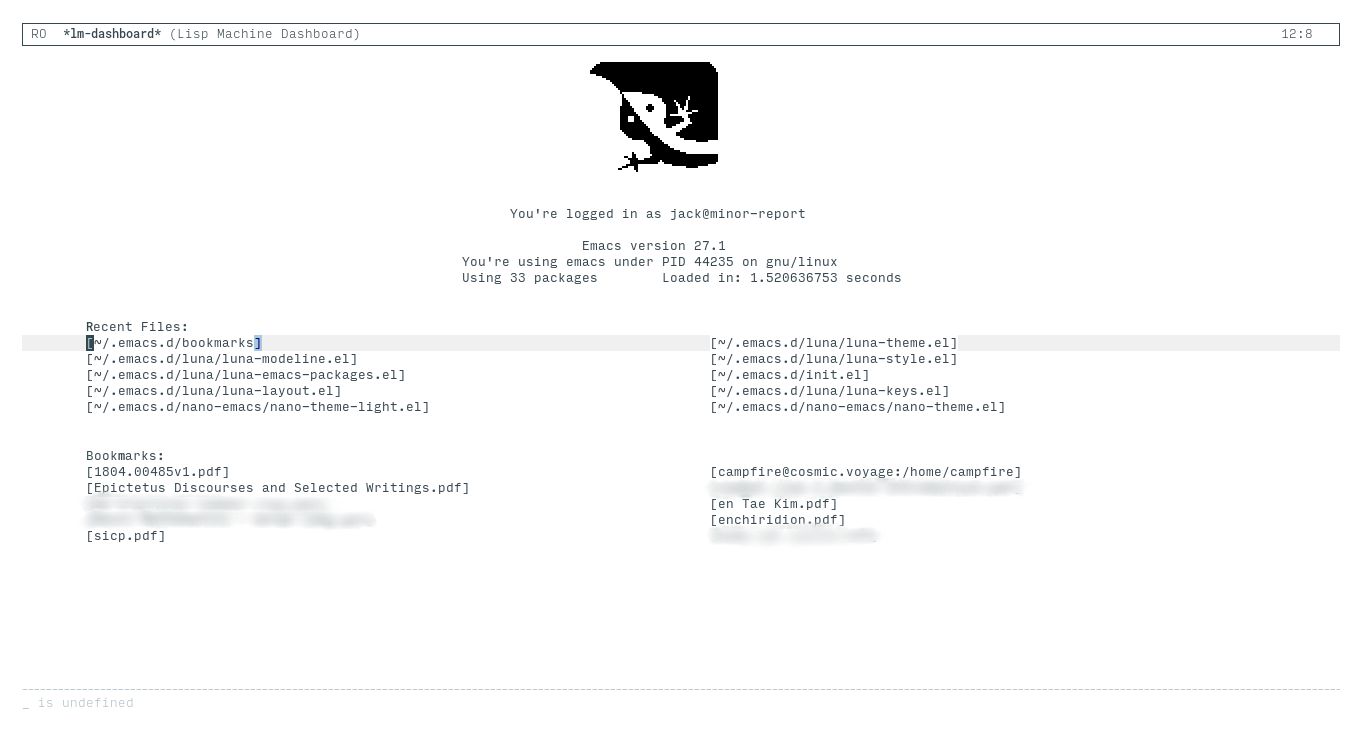 RO *lm-dashboard* (Lisp Machine Dashboard) 12:8
You're logged in as jack@minor-report
Emacs version 27.1
You're using emacs under PID 44235 on gnu/linux
Using 33 packages Loaded in: 1.520636753 seconds
Recent Files:
[~/.emacs.d/bookmarks] [~/.emacs.d/luna/luna-theme.el]
[~/.emacs.d/luna/luna-modeline.el] [~/.emacs.d/luna/luna-style.el]
[~/.emacs.d/luna/luna-emacs-packages.el] [~/.emacs.d/init.el]
[~/.emacs.d/luna/luna-layout.el] [~/.emacs.d/luna/luna-keys.el]
[~/.emacs.d/nano-emacs/nano-theme-light.el] [~/.emacs.d/nano-emacs/nano-theme.el]
Bookmarks:
[1804.00485v1.pdf] [campfire@cosmic.voyage:/home/campfire]
[Epictetus Discourses and Selected Writings.pdf]
[en Tae Kim.pdf]
[enchiridion.pdf]
[sicp.pdf]
_ is undefined